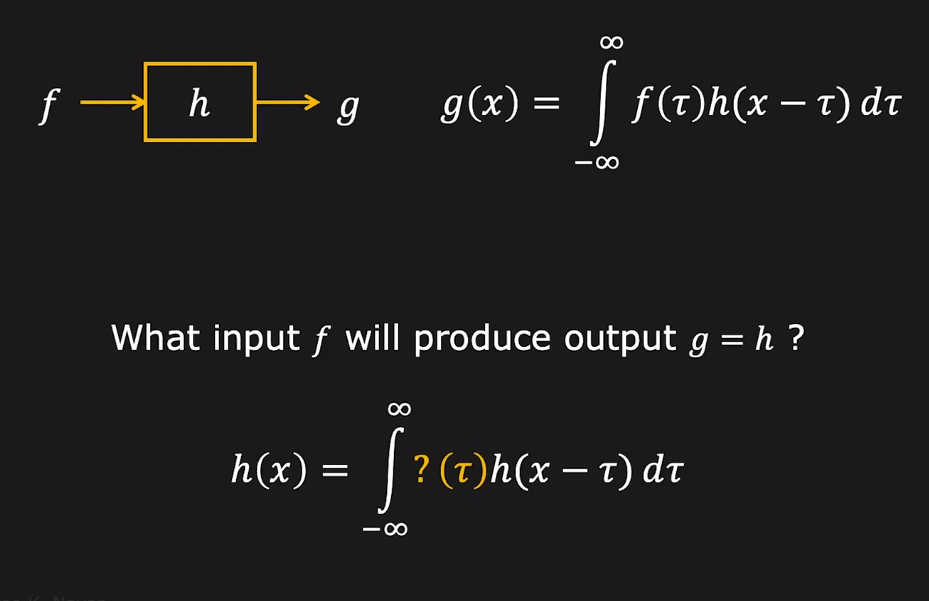 f → h → g
g(x) = ∫_{-∞}^{∞} f(τ)h(x − τ) dτ
What input f will produce output g = h ?
h(x) = ∫_{-∞}^{∞} ? (τ)h(x − τ) dτ